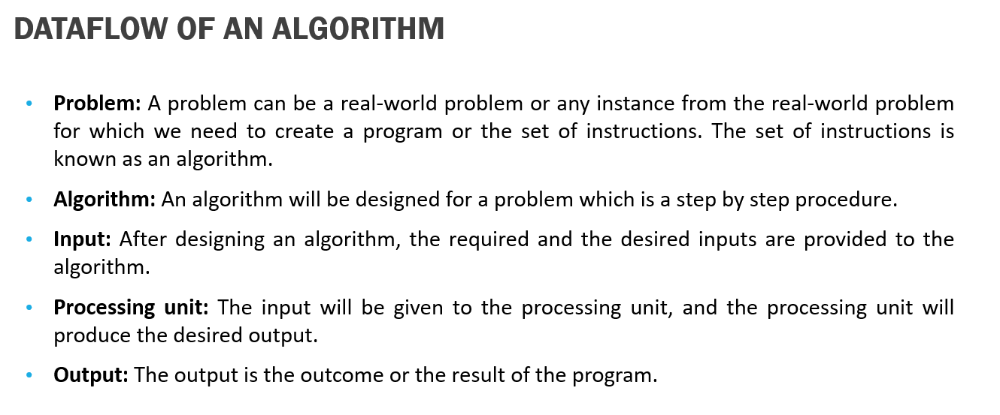 DATAFLOW OF AN ALGORITHM
• Problem: A problem can be a real-world problem or any instance from the real-world problem
for which we need to create a program or the set of instructions. The set of instructions is
known as an algorithm.
• Algorithm: An algorithm will be designed for a problem which is a step by step procedure.
• Input: After designing an algorithm, the required and the desired inputs are provided to the
algorithm.
• Processing unit: The input will be given to the processing unit, and the processing unit will
produce the desired output.
• Output: The output is the outcome or the result of the program.